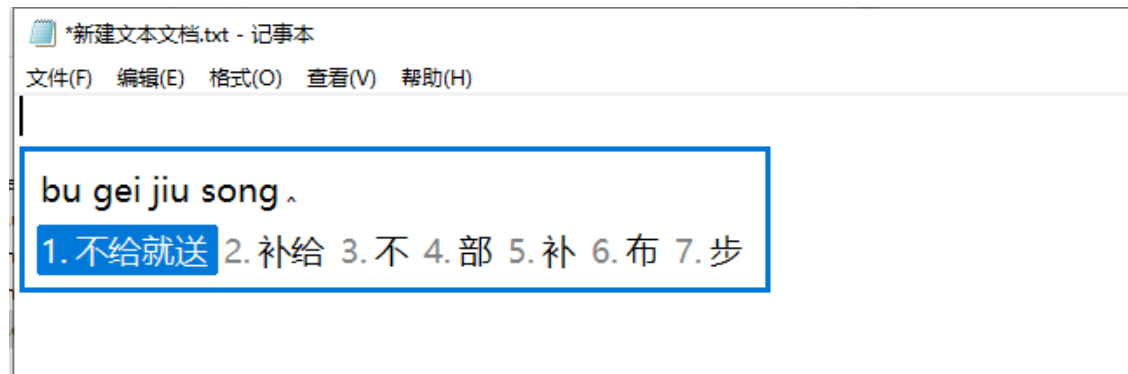 *新建文本文档.txt - 记事本
文件(F) 编辑(E) 格式(O) 查看(V) 帮助(H)
bu gei jiu song
1. 不给就送 2. 补给 3. 不 4. 部 5. 补 6. 布 7. 步